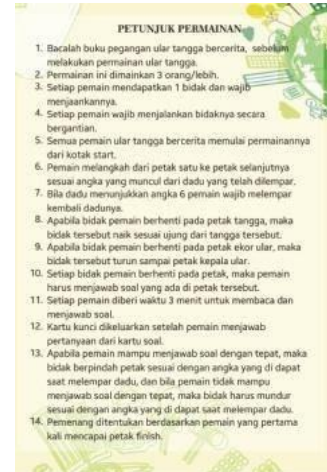 PETUNJUK PERMAINAN
1. Bacalah buku pegangan ular tangga bercerita, sebelum
melakukan permainan ular tangga.
2. Permainan ini dimainkan 3 orang/lebih.
3. Setiap pemain mendapatkan 1 bidak dan wajib
menjaankannya.
4. Setiap pemain wajib menjalankan bidaknya secara
bergantian.
5. Semua pemain ular tangga bercerita memulai permainannya
dari kotak start.
6. Pemain melangkah dari petak satu ke petak selanjutnya
sesuai angka yang muncul dari dadu yang telah dilempar.
7. Bila dadu menunjukkan angka 6 pemain wajib melempar
kembali dadunya.
8. Apabila bidak pemain berhenti pada petak tangga, maka
bidak tersebut naik sesuai ujung dari tangga tersebut.
9. Apabila bidak pemain berhenti pada petak ekor ular, maka
bidak tersebut turun sampai petak kepala ular.
10. Setiap bidak pemain berhenti pada petak, maka pemain
harus menjawab soal yang ada di petak tersebut.
11. Setiap pemain diberi waktu 3 menit untuk membaca dan
menjawab soal.
12. Kartu kunci dikeluarkan setelah pemain menjawab
pertanyaan dari kartu soal.
13. Apabila pemain mampu menjawab soal dengan tepat, maka
bidak berpindah petak sesuai dengan angka yang di dapat
saat melempar dadu, dan bila pemain tidak mampu
menjawab soal dengan tepat, maka bidak harus mundur
sesuai dengan angka yang di dapat saat melempar dadu.
14. Pemenang ditentukan berdasarkan pemain yang pertama
kali mencapai petak finish.